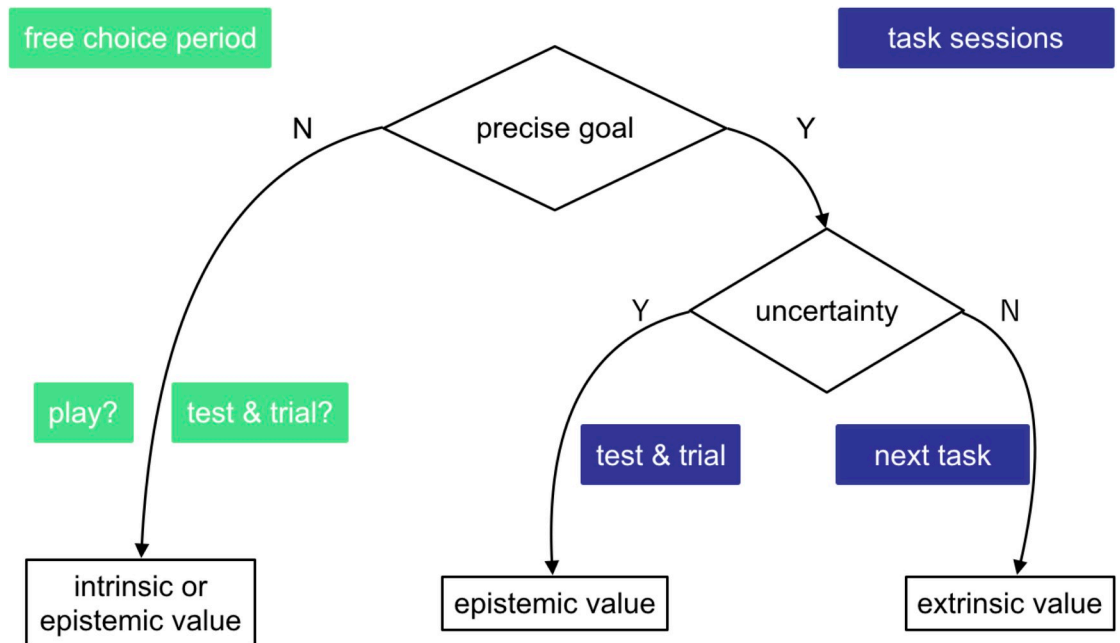 free choice period
task sessions
N
precise goal
Y
Y
uncertainty
N
play?
test & trial?
test & trial
next task
intrinsic or
epistemic value
epistemic value
extrinsic value